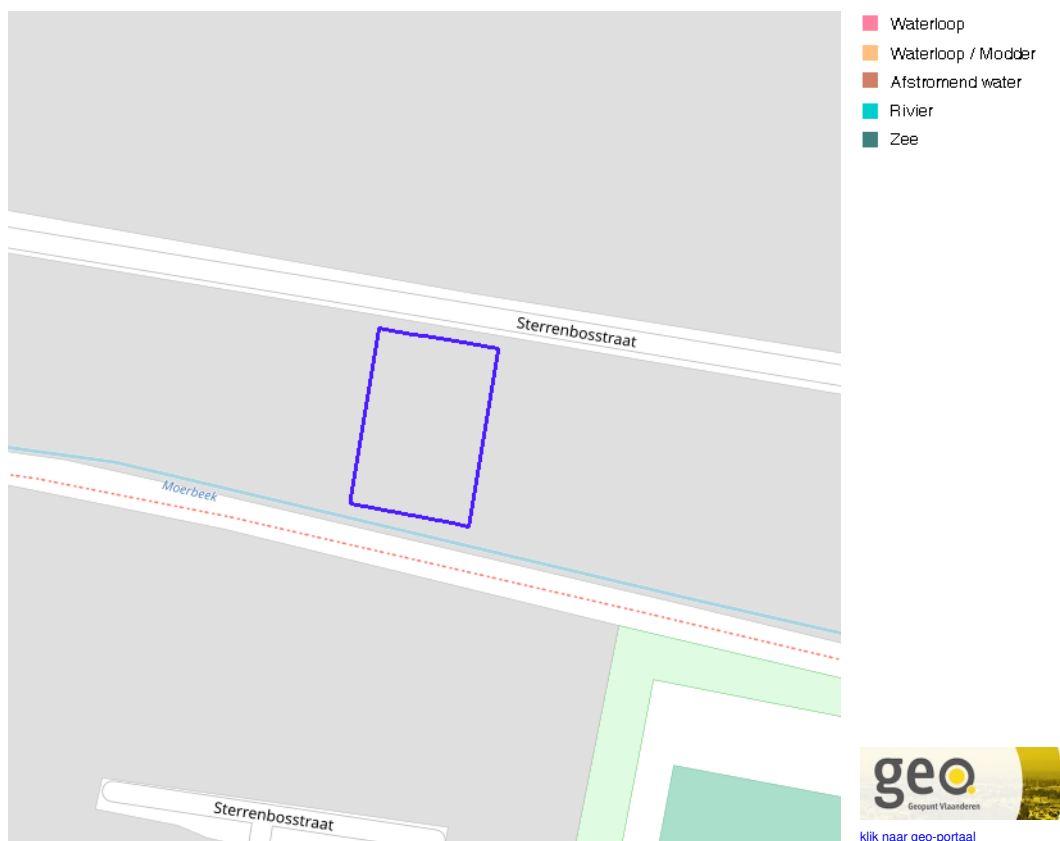 Waterloop
Waterloop / Modder
Afstromend water
Rivier
Zee
Sterrenbosstraat
Moerbeek
Sterrenbosstraat
geo
Geopunt Vlaanderen
klik naar geo-portaal